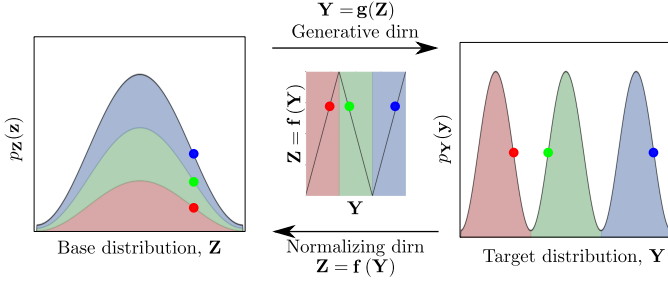 Y = g(Z)
Generative dirn
p_Z(z)
Base distribution, Z
Z = f (Y)
Y
Normalizing dirn
Z = f (Y)
p_Y(y)
Target distribution, Y